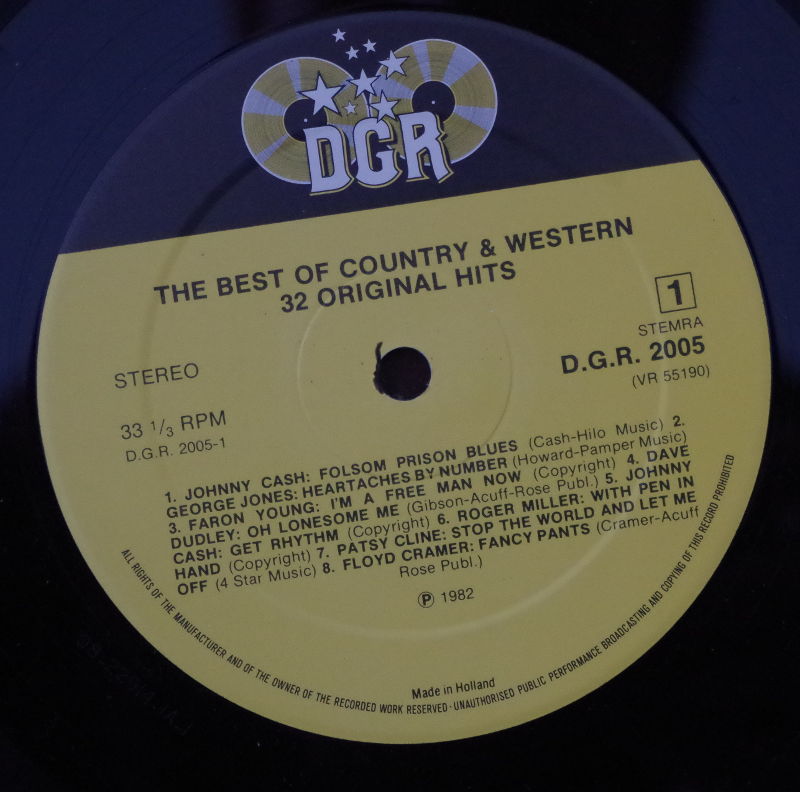 DGR
THE BEST OF COUNTRY & WESTERN
32 ORIGINAL HITS
1
STEMRA
D.G.R. 2005
(VR 55190)
STEREO
33 1/3 RPM
D.G.R. 2005-1
1. JOHNNY CASH: FOLSOM PRISON BLUES (Cash-Hilo Music) 2.
GEORGE JONES: HEARTACHES BY NUMBER (Howard-Pamper Music)
3. FARON YOUNG: I'M A FREE MAN NOW (Copyright) 4. DAVE
DUDLEY: OH LONESOME ME (Gibson-Acuff-Rose Publ.) 5. JOHNNY
CASH: GET RHYTHM (Copyright) 6. ROGER MILLER: WITH PEN IN
HAND (Copyright) 7. PATSY CLINE: STOP THE WORLD AND LET ME
OFF (4 Star Music) 8. FLOYD CRAMER: FANCY PANTS (Cramer-Acuff
Rose Publ.)
Ⓟ 1982
Made in Holland
ALL RIGHTS OF THE MANUFACTURER AND OF THE OWNER OF THE RECORDED WORK RESERVED · UNAUTHORISED PUBLIC PERFORMANCE BROADCASTING AND COPYING OF THIS RECORD PROHIBITED